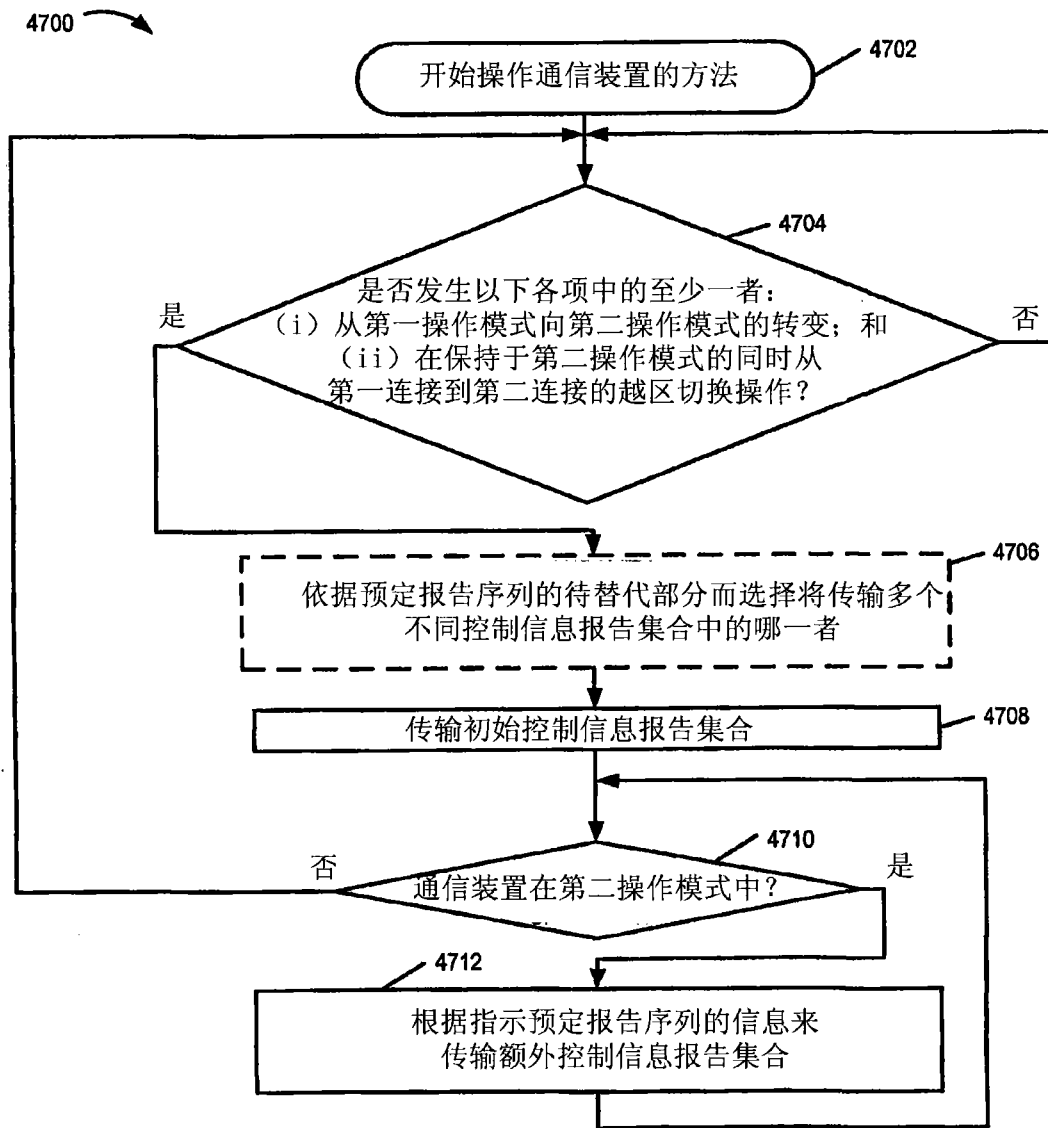 4700
4702
开始操作通信装置的方法
4704
是否发生以下各项中的至少一者：
是
（i）从第一操作模式向第二操作模式的转变；和
否
（ii）在保持于第二操作模式的同时从
第一连接到第二连接的越区切换操作？
4706
依据预定报告序列的待替代部分而选择将传输多个
不同控制信息报告集合中的哪一者
传输初始控制信息报告集合
4708
4710
否
是
通信装置在第二操作模式中？
4712
根据指示预定报告序列的信息来
传输额外控制信息报告集合